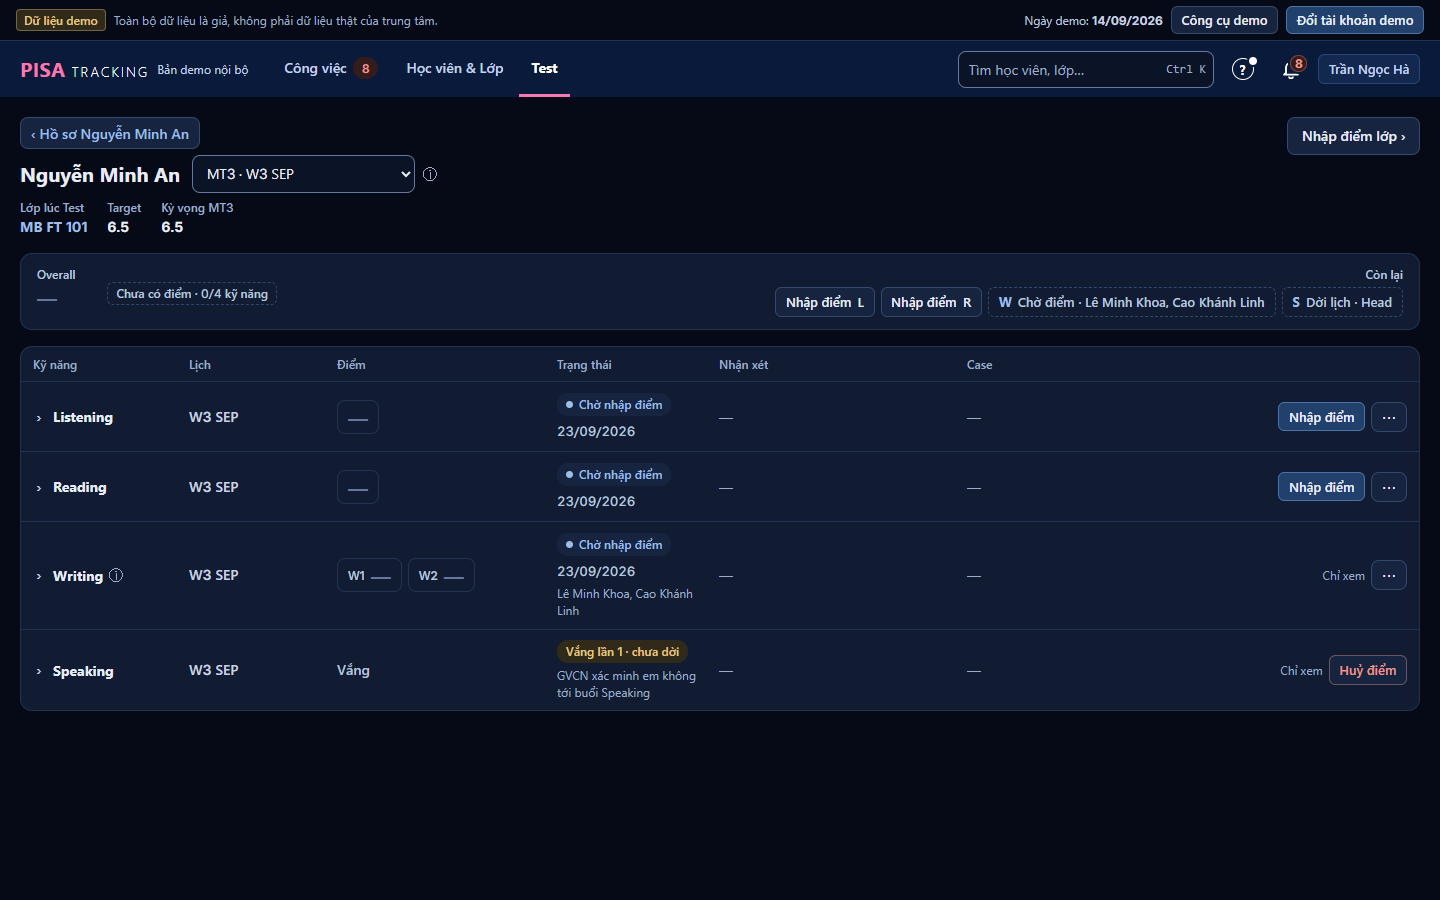 Dữ liệu demo Toàn bộ dữ liệu là giả, không phải dữ liệu thật của trung tâm. Ngày demo: 14/09/2026 Công cụ demo Đổi tài khoản demo
PISA TRACKING Bản demo nội bộ Công việc 8 Học viên & Lớp Test Tìm học viên, lớp... Ctrl K ? 8 Trần Ngọc Hà
‹ Hồ sơ Nguyễn Minh An Nhập điểm lớp ›
Nguyễn Minh An MT3 · W3 SEP ⓘ
Lớp lúc Test Target Kỳ vọng MT3
MB FT 101 6.5 6.5
Overall Còn lại
— Chưa có điểm · 0/4 kỹ năng Nhập điểm L Nhập điểm R W Chờ điểm · Lê Minh Khoa, Cao Khánh Linh S Dời lịch · Head
Kỹ năng Lịch Điểm Trạng thái Nhận xét Case
› Listening W3 SEP — Chờ nhập điểm — — Nhập điểm ···
23/09/2026
› Reading W3 SEP — Chờ nhập điểm — — Nhập điểm ···
23/09/2026
› Writing ⓘ W3 SEP W1 — W2 — Chờ nhập điểm — — Chỉ xem ···
23/09/2026
Lê Minh Khoa, Cao Khánh
Linh
› Speaking W3 SEP Vắng Vắng lần 1 · chưa dời — — Chỉ xem Huỷ điểm
GVCN xác minh em không
tới buổi Speaking